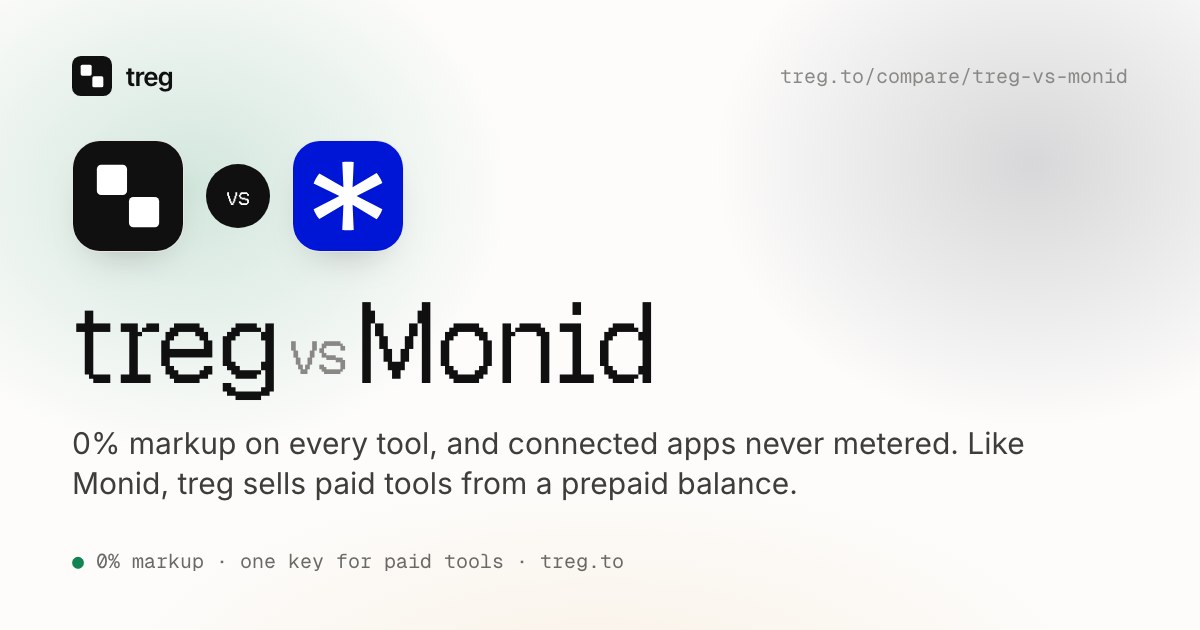 treg
treg.to/compare/treg-vs-monid
vs
treg vs Monid
0% markup on every tool, and connected apps never metered. Like
Monid, treg sells paid tools from a prepaid balance.
0% markup · one key for paid tools · treg.to